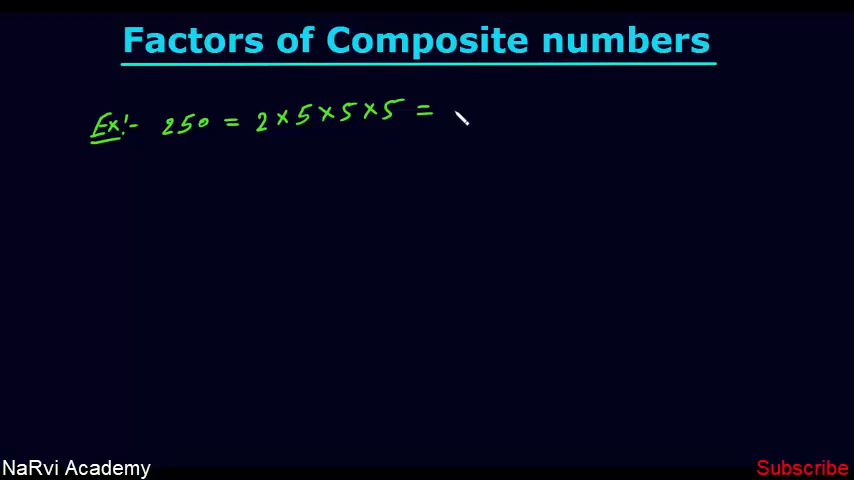 Factors of Composite numbers
Ex:- 250 = 2 × 5 × 5 × 5 =
NaRvi Academy
Subscribe